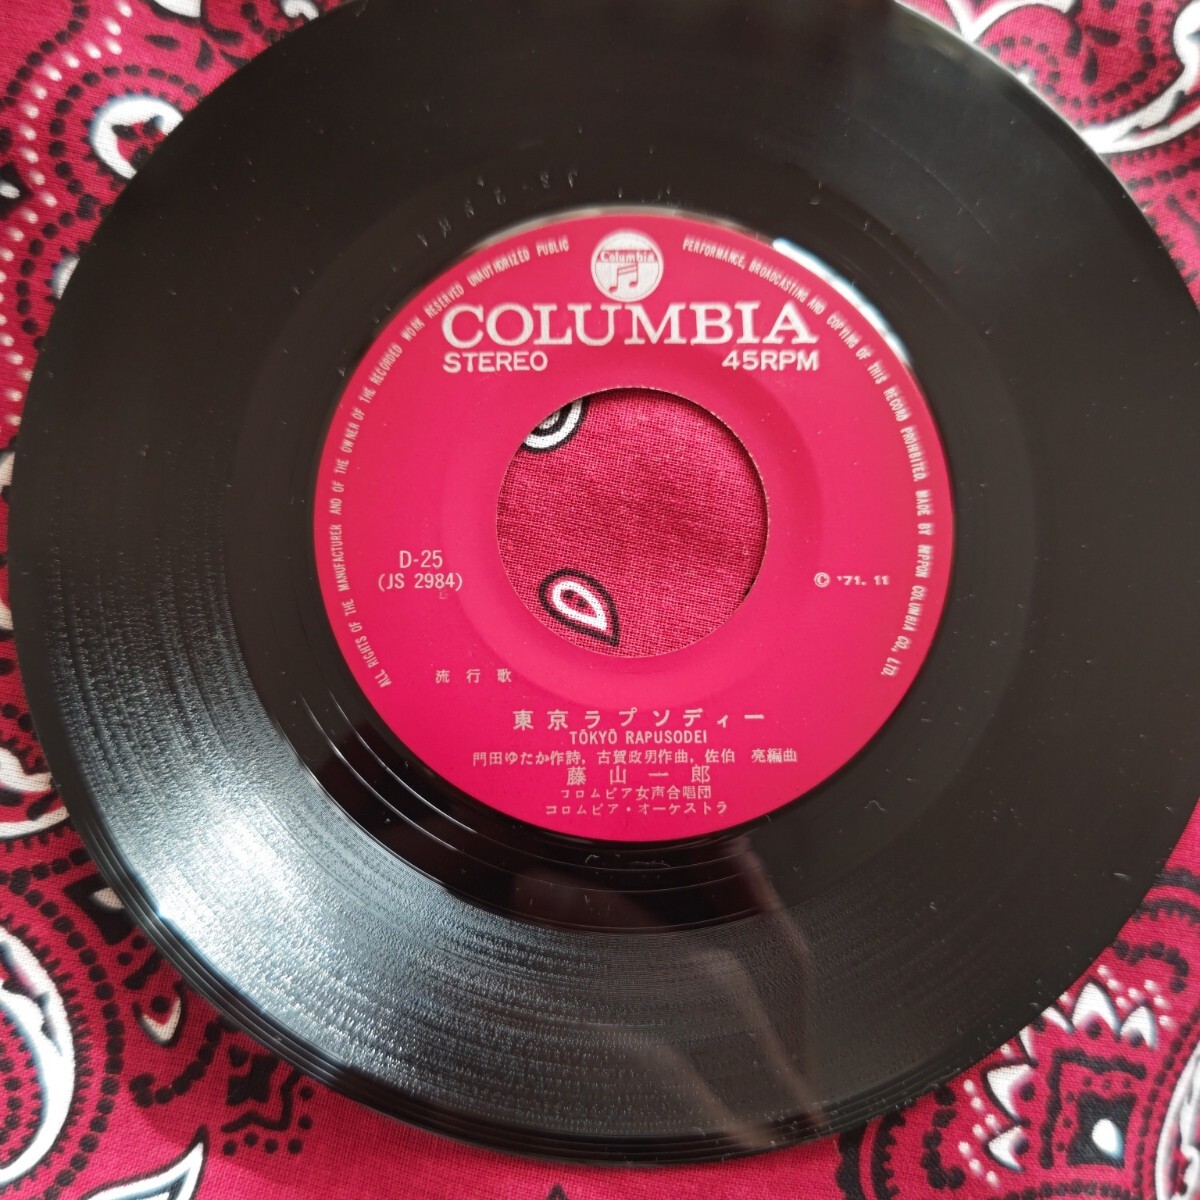 ALL RIGHTS OF THE MANUFACTURER AND OF THE OWNER OF THE RECORDED WORK RESERVED UNAUTHORIZED PUBLIC PERFORMANCE, BROADCASTING AND COPYING OF THIS RECORD PROHIBITED. MADE BY NIPPON COLUMBIA CO., LTD.
Columbia
COLUMBIA
STEREO 45RPM
D-25
(JS 2984)
Ⓒ '71. 11
流行歌
東京ラプソディー
TŌKYŌ RAPUSODEI
門田ゆたか作詩, 古賀政男作曲, 佐伯 亮編曲
藤山一郎
コロムビア女声合唱団
コロムビア・オーケストラ